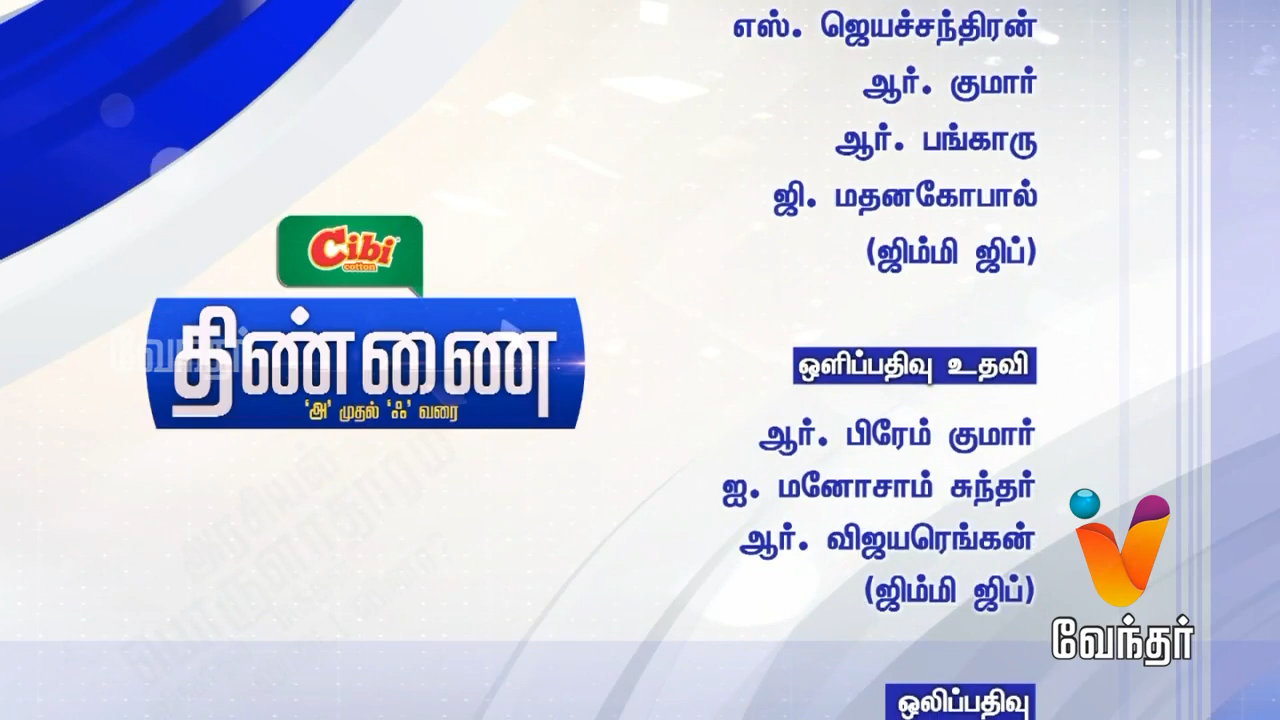 எஸ். ஜெயச்சந்திரன்
ஆர். குமார்
ஆர். பங்காரு
ஜி. மதனகோபால்
(ஜிம்மி ஜிப்)
Cibi
cotton
திண்ணை
'அ' முதல் 'ஃ' வரை
வேந்தர்
ஒளிப்பதிவு உதவி
ஆர். பிரேம் குமார்
ஐ. மனோசாம் சுந்தர்
ஆர். விஜயரெங்கன்
(ஜிம்மி ஜிப்)
வேந்தர்
ஒலிப்பதிவு